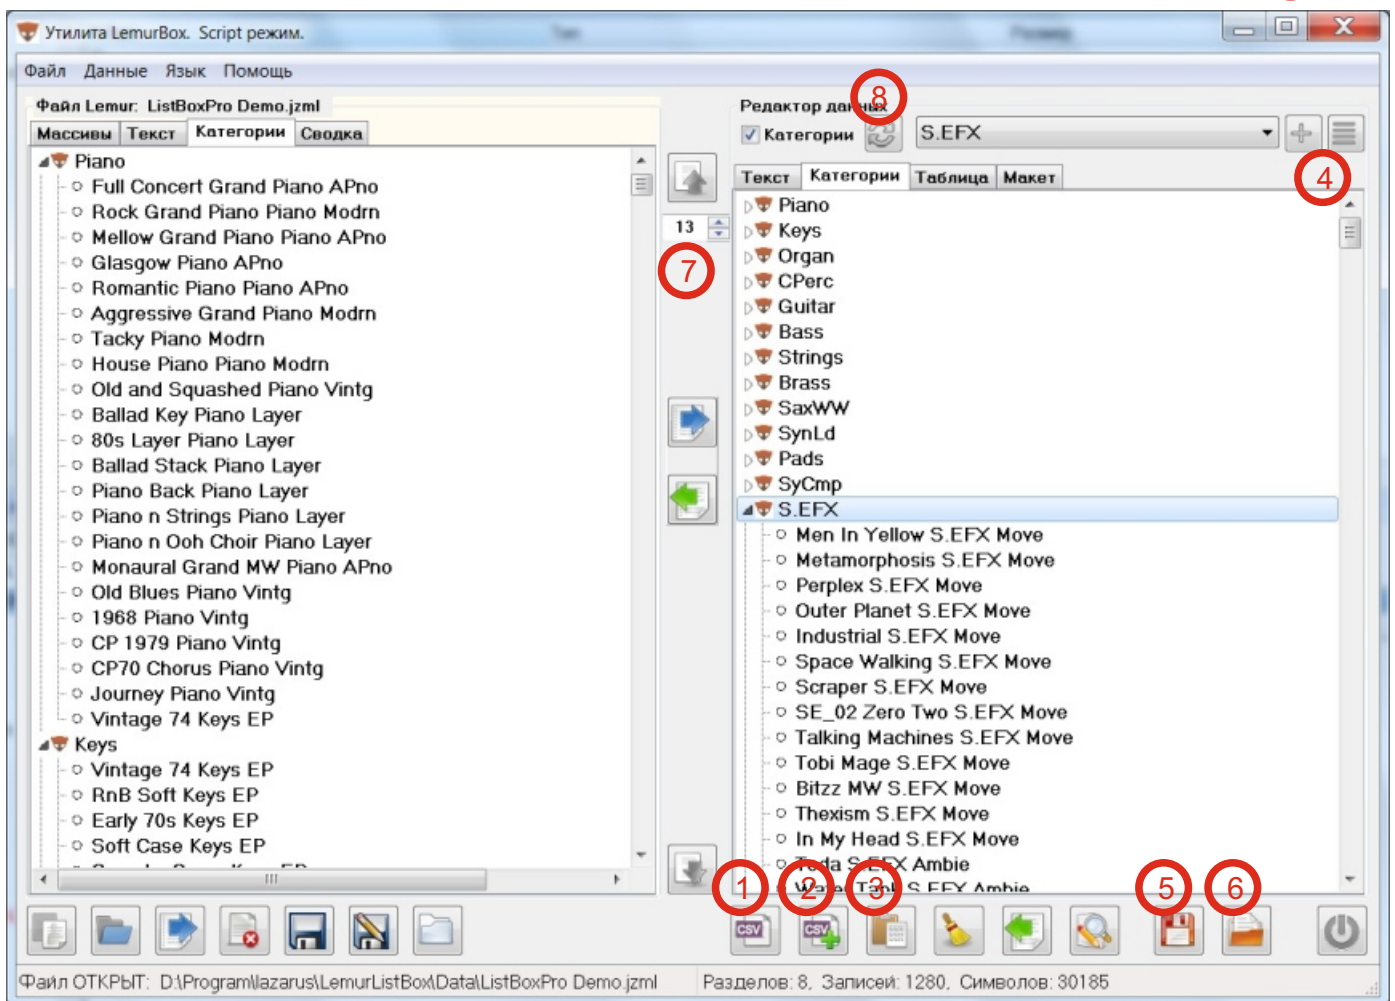 Утилита LemurBox.  Script режим.
Файл Данные Язык Помощь
Файл Lemur: ListBoxPro Demo.jzml
Массивы Текст Категории Сводка
Piano
Full Concert Grand Piano APno
Rock Grand Piano Piano Modrn
Mellow Grand Piano Piano APno
Glasgow Piano APno
Romantic Piano Piano APno
Aggressive Grand Piano Modrn
Tacky Piano Modrn
House Piano Piano Modrn
Old and Squashed Piano Vintg
Ballad Key Piano Layer
80s Layer Piano Layer
Ballad Stack Piano Layer
Piano Back Piano Layer
Piano n Strings Piano Layer
Piano n Ooh Choir Piano Layer
Monaural Grand MW Piano APno
Old Blues Piano Vintg
1968 Piano Vintg
CP 1979 Piano Vintg
CP70 Chorus Piano Vintg
Journey Piano Vintg
Vintage 74 Keys EP
Keys
Vintage 74 Keys EP
RnB Soft Keys EP
Early 70s Keys EP
Soft Case Keys EP
13
7
Редактор данных
8
Категории
S.EFX
4
Текст Категории Таблица Макет
Piano
Keys
Organ
CPerc
Guitar
Bass
Strings
Brass
SaxWW
SynLd
Pads
SyCmp
S.EFX
Men In Yellow S.EFX Move
Metamorphosis S.EFX Move
Perplex S.EFX Move
Outer Planet S.EFX Move
Industrial S.EFX Move
Space Walking S.EFX Move
Scraper S.EFX Move
SE_02 Zero Two S.EFX Move
Talking Machines S.EFX Move
Tobi Mage S.EFX Move
Bitzz MW S.EFX Move
Thexism S.EFX Move
In My Head S.EFX Move
S.EFX Ambie
Water Tank S.EFX Ambie
1 2 3 5 6
CSV CSV
Файл ОТКРЫТ: D:\Program\lazarus\LemurListBox\Data\ListBoxPro Demo.jzml
Разделов: 8, Записей: 1280, Символов: 30185